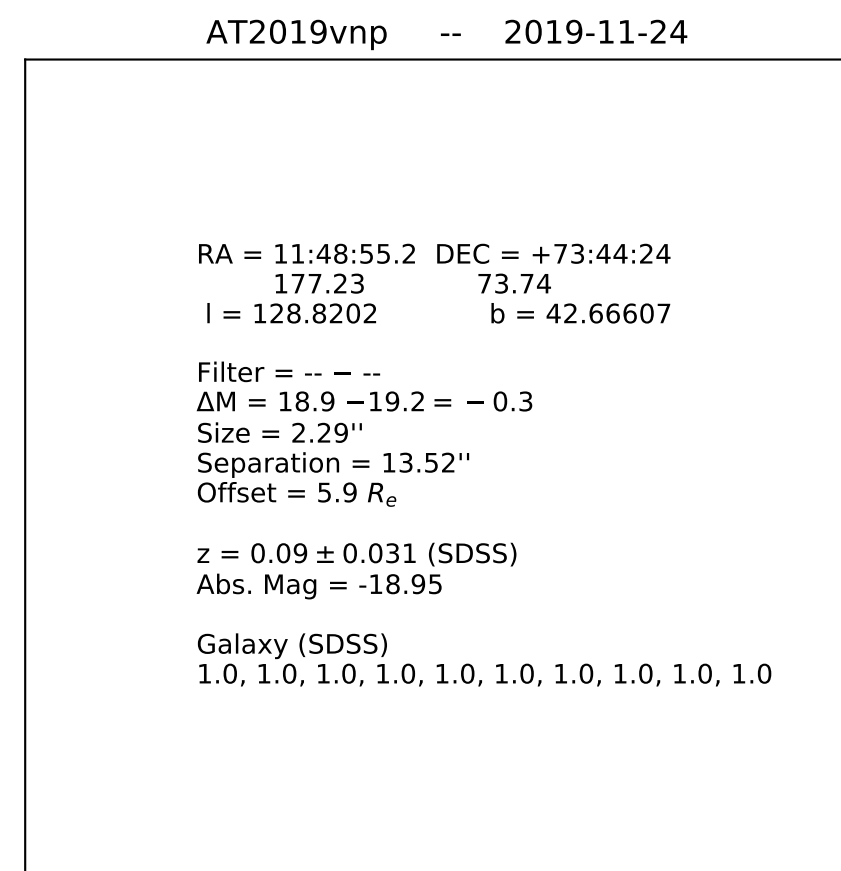 AT2019vnp -- 2019-11-24
RA = 11:48:55.2 DEC = +73:44:24
177.23 73.74
l = 128.8202 b = 42.66607
Filter = -- − --
ΔM = 18.9 −19.2 = − 0.3
Size = 2.29''
Separation = 13.52''
Offset = 5.9 Rₑ
z = 0.09 ± 0.031 (SDSS)
Abs. Mag = -18.95
Galaxy (SDSS)
1.0, 1.0, 1.0, 1.0, 1.0, 1.0, 1.0, 1.0, 1.0, 1.0